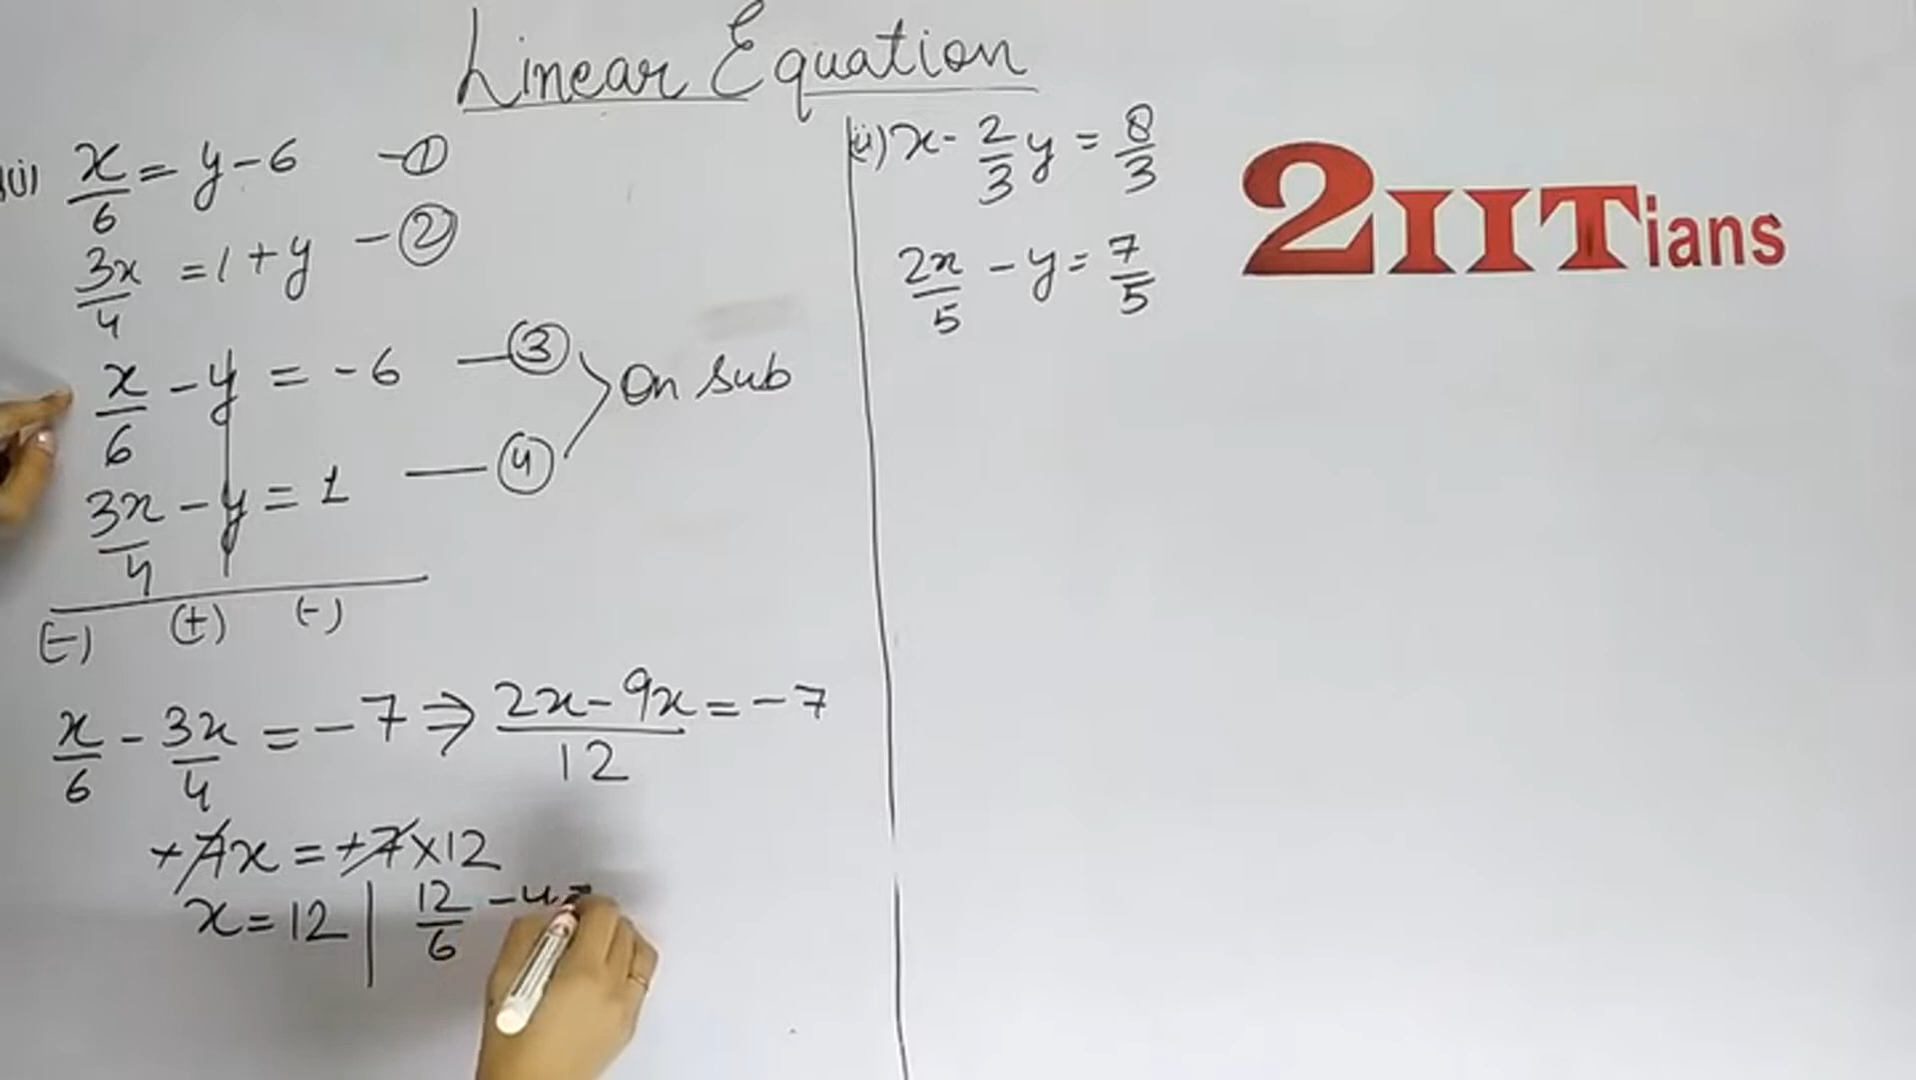 Linear Equation
x/6 = y - 6 —①
3x/4 = 1 + y —②
x/6 - y = -6 —③
On sub
3x/4 - y = 1 —④
(-) (+) (-)
x/6 - 3x/4 = -7 ⇒ (2x - 9x)/12 = -7
+7x = +7×12
x = 12 | 12/6 - y =
ii) x - 2/3 y = 8/3
2x/5 - y = 7/5
2IITians